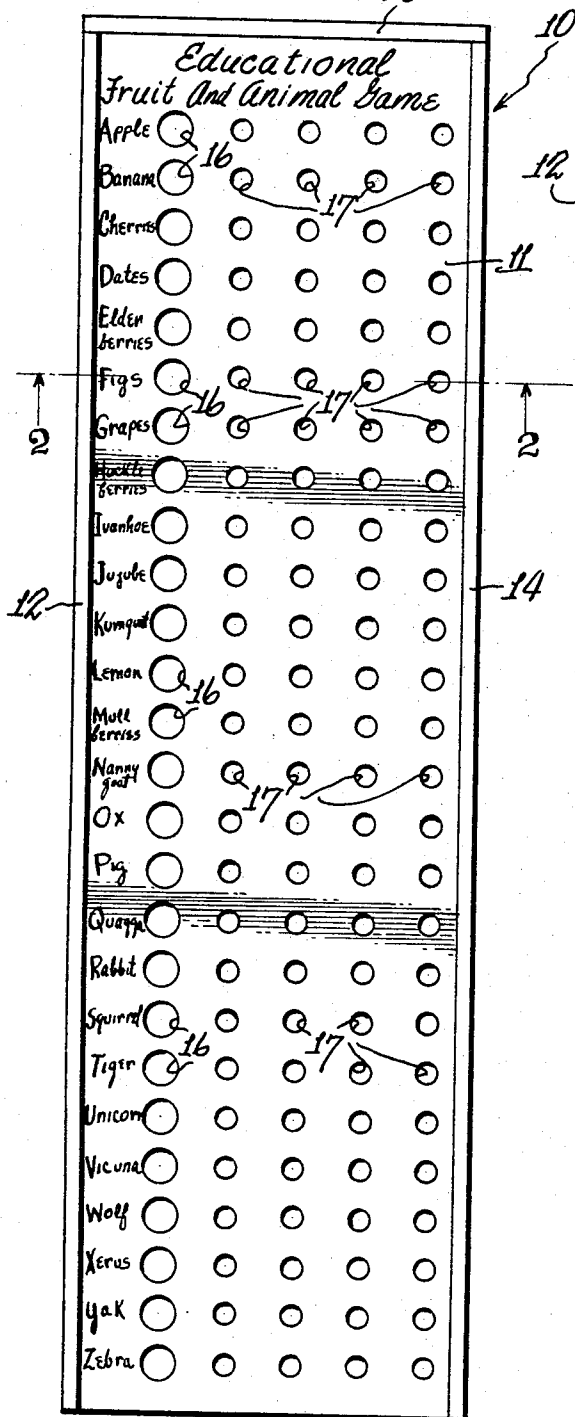 10
Educational
Fruit And Animal Game
Apple
16
Banana
17
12
Cherries
11
Dates
Elder
berries
Figs
2
16
17
2
Grapes
Huckle
berries
Ivanhoe
Jujube
12
14
Kumquat
Lemon
16
Mull
berries
Nanny
goat
17
Ox
Pig
Quagga
Rabbit
Squirrel
16
17
Tiger
Unicorn
Vicuna
Wolf
Xerus
Yak
Zebra